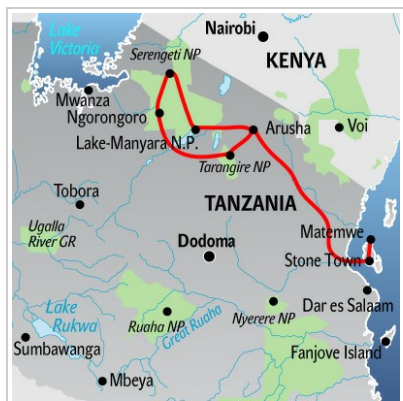 Lake
Victoria
Nairobi
Serengeti NP
KENYA
Mwanza
Ngorongoro
Arusha
Voi
Lake-Manyara N.P.
Tarangire NP
Tobora
TANZANIA
Matemwe
Ugalla
River GR
Dodoma
Stone Town
Dar es Salaam
Lake
Rukwa
Ruaha NP
Great Ruaha
Nyerere NP
Sumbawanga
Fanjove Island
Mbeya